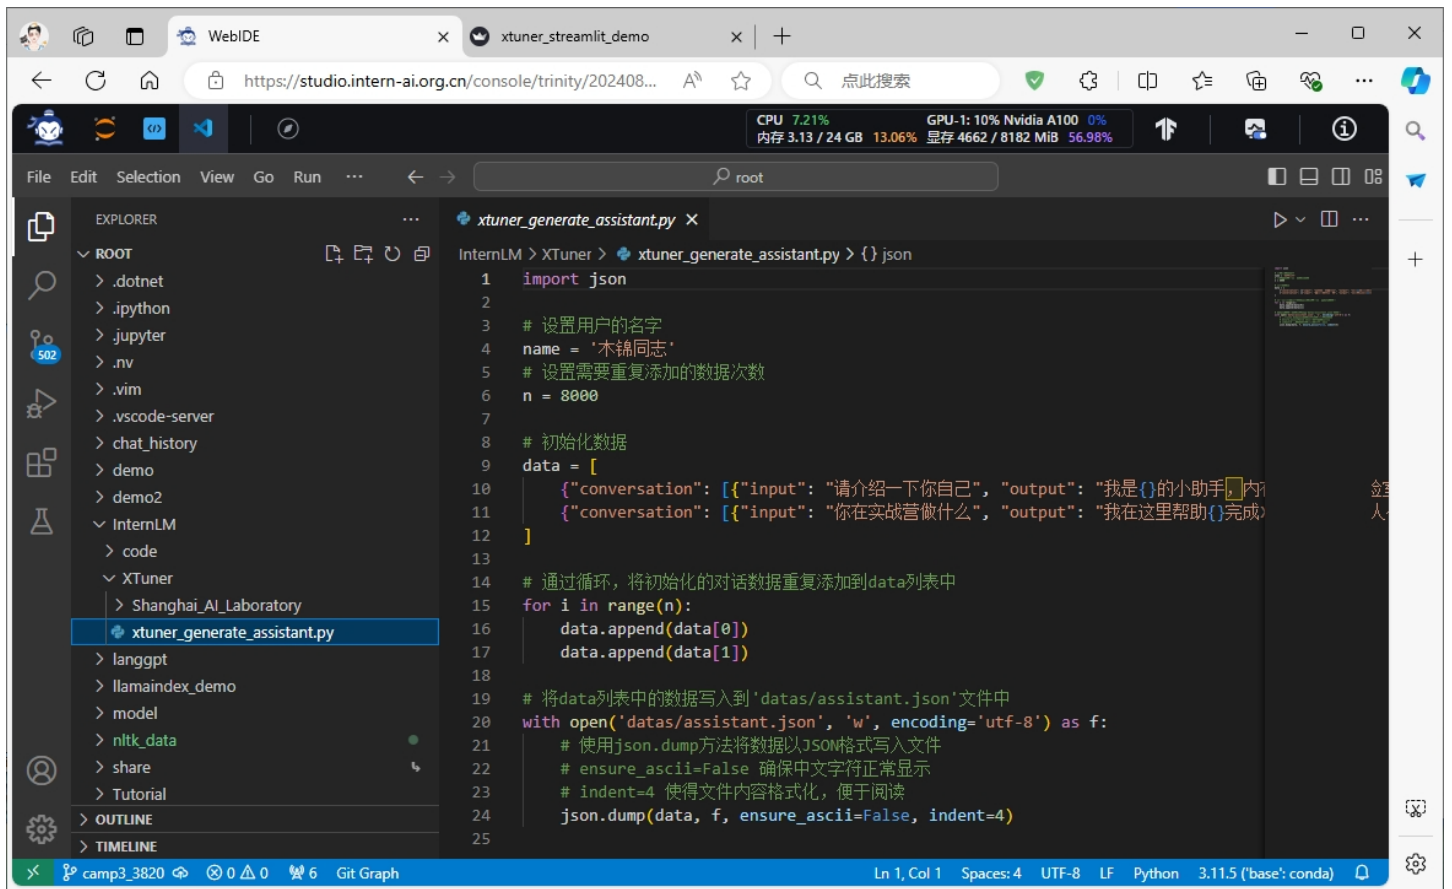 WebIDE
xtuner_streamlit_demo
https://studio.intern-ai.org.cn/console/trinity/202408...
点此搜索
CPU 7.21% GPU-1: 10% Nvidia A100 0%
内存 3.13 / 24 GB 13.06% 显存 4662 / 8182 MiB 56.98%
File Edit Selection View Go Run ···
root
EXPLORER
ROOT
.dotnet
.ipython
.jupyter
.nv
.vim
.vscode-server
chat_history
demo
demo2
InternLM
code
XTuner
Shanghai_AI_Laboratory
xtuner_generate_assistant.py
langgpt
llamaindex_demo
model
nltk_data
share
Tutorial
OUTLINE
TIMELINE
502
xtuner_generate_assistant.py
InternLM > XTuner > xtuner_generate_assistant.py > {} json
1 import json
2
3 # 设置用户的名字
4 name = '木锦同志'
5 # 设置需要重复添加的数据次数
6 n = 8000
7
8 # 初始化数据
9 data = [
10 {"conversation": [{"input": "请介绍一下你自己", "output": "我是{}的小助手，内
11 {"conversation": [{"input": "你在实战营做什么", "output": "我在这里帮助{}完成
12 ]
13
14 # 通过循环，将初始化的对话数据重复添加到data列表中
15 for i in range(n):
16 data.append(data[0])
17 data.append(data[1])
18
19 # 将data列表中的数据写入到'datas/assistant.json'文件中
20 with open('datas/assistant.json', 'w', encoding='utf-8') as f:
21 # 使用json.dump方法将数据以JSON格式写入文件
22 # ensure_ascii=False 确保中文字符正常显示
23 # indent=4 使得文件内容格式化，便于阅读
24 json.dump(data, f, ensure_ascii=False, indent=4)
25
camp3_3820 0 0 6 Git Graph Ln 1, Col 1 Spaces: 4 UTF-8 LF Python 3.11.5 ('base': conda)